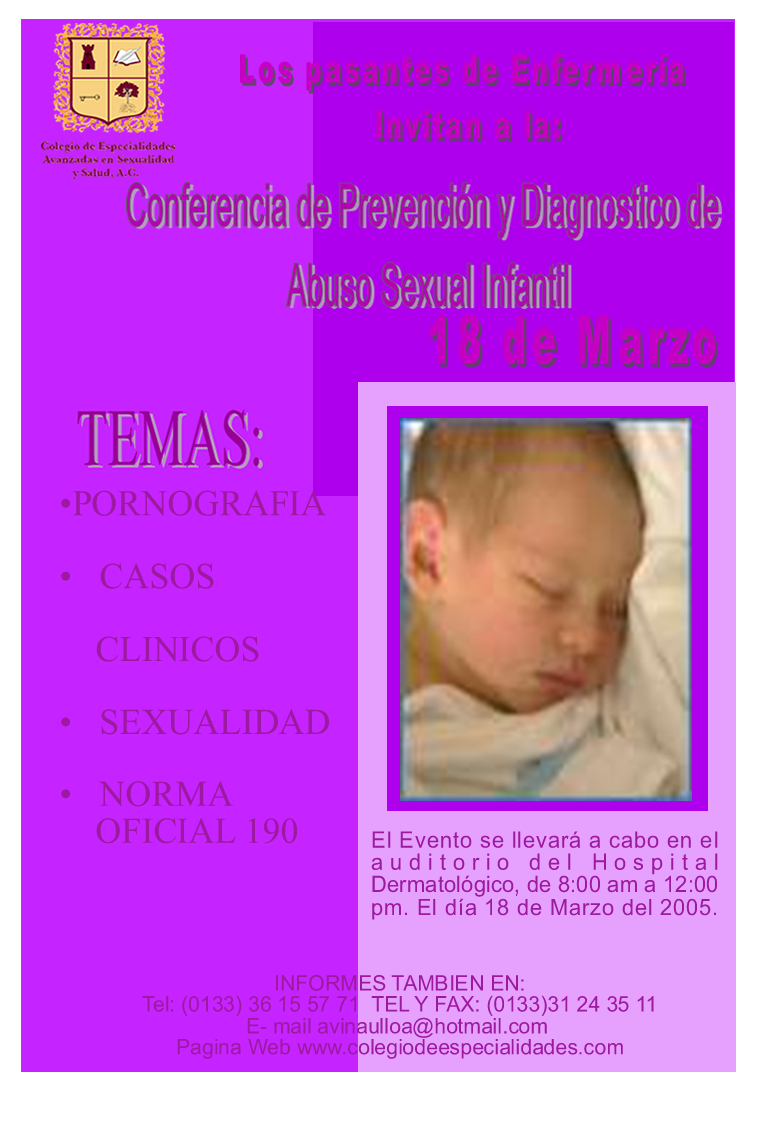 Colegio de Especialidades
Avanzadas en Sexualidad
y Salud, A.C.
Los pasantes de Enfermería
Invitan a la:
Conferencia de Prevención y Diagnostico de
Abuso Sexual Infantil
18 de Marzo
TEMAS:
•PORNOGRAFIA
• CASOS
CLINICOS
• SEXUALIDAD
• NORMA
OFICIAL 190
El Evento se llevará a cabo en el
auditorio del Hospital
Dermatológico, de 8:00 am a 12:00
pm. El día 18 de Marzo del 2005.
INFORMES TAMBIEN EN:
Tel: (0133) 36 15 57 71 TEL Y FAX: (0133)31 24 35 11
E- mail avinaulloa@hotmail.com
Pagina Web www.colegiodeespecialidades.com